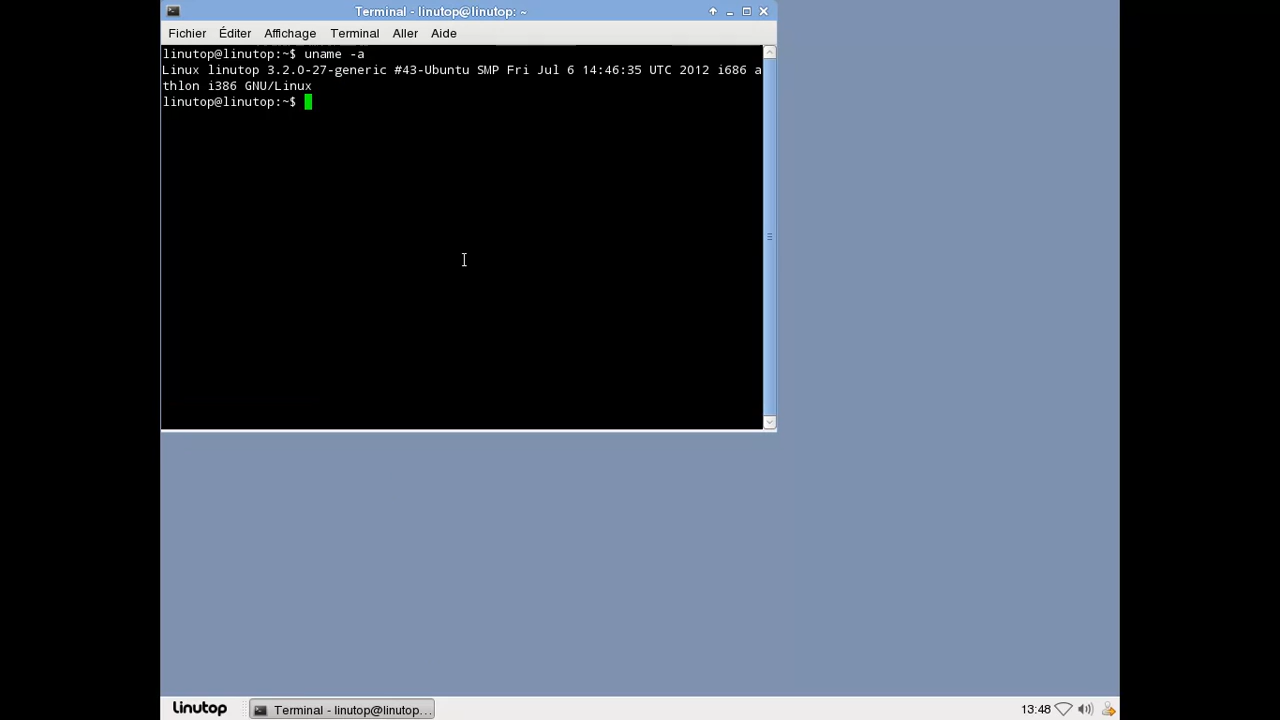 Terminal - linutop@linutop: ~
Fichier Éditer Affichage Terminal Aller Aide
linutop@linutop:~$ uname -a
Linux linutop 3.2.0-27-generic #43-Ubuntu SMP Fri Jul 6 14:46:35 UTC 2012 i686 a
thlon i386 GNU/Linux
linutop@linutop:~$
linutop Terminal - linutop@linutop... 13:48